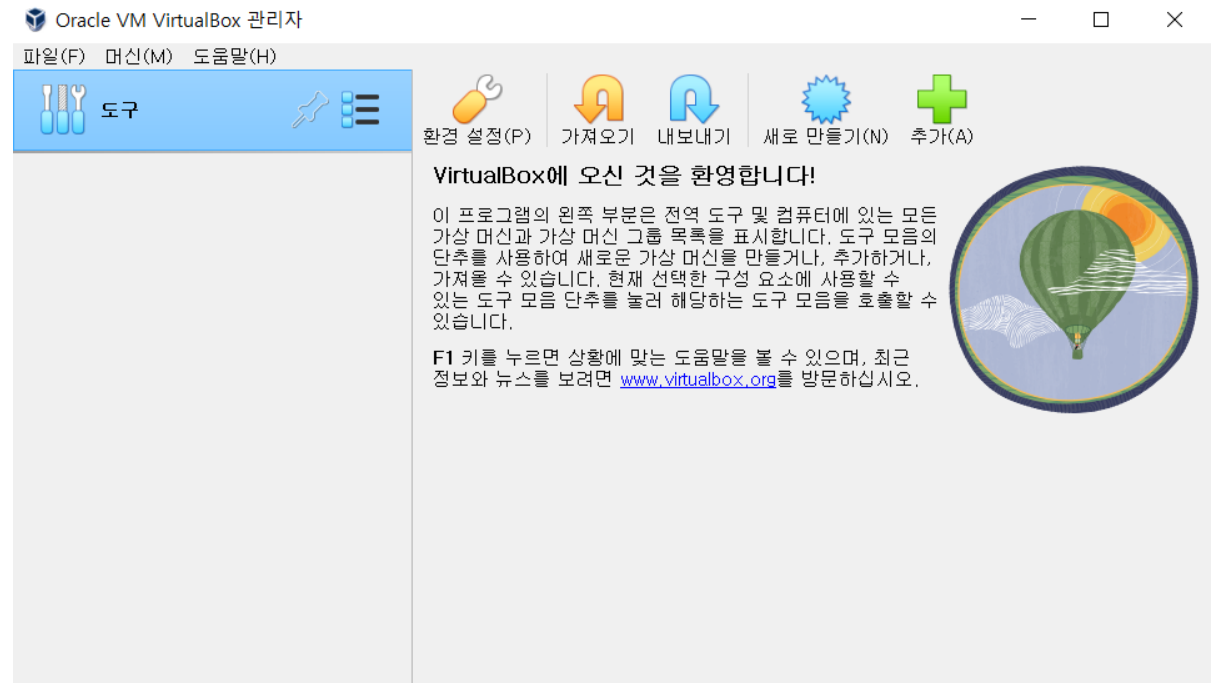 Oracle VM VirtualBox 관리자
파일(F) 머신(M) 도움말(H)
도구
환경 설정(P) 가져오기 내보내기 새로 만들기(N) 추가(A)
VirtualBox에 오신 것을 환영합니다!
이 프로그램의 왼쪽 부분은 전역 도구 및 컴퓨터에 있는 모든
가상 머신과 가상 머신 그룹 목록을 표시합니다. 도구 모음의
단추를 사용하여 새로운 가상 머신을 만들거나, 추가하거나,
가져올 수 있습니다. 현재 선택한 구성 요소에 사용할 수
있는 도구 모음 단추를 눌러 해당하는 도구 모음을 호출할 수
있습니다.
F1 키를 누르면 상황에 맞는 도움말을 볼 수 있으며, 최근
정보와 뉴스를 보려면 www.virtualbox.org를 방문하십시오.